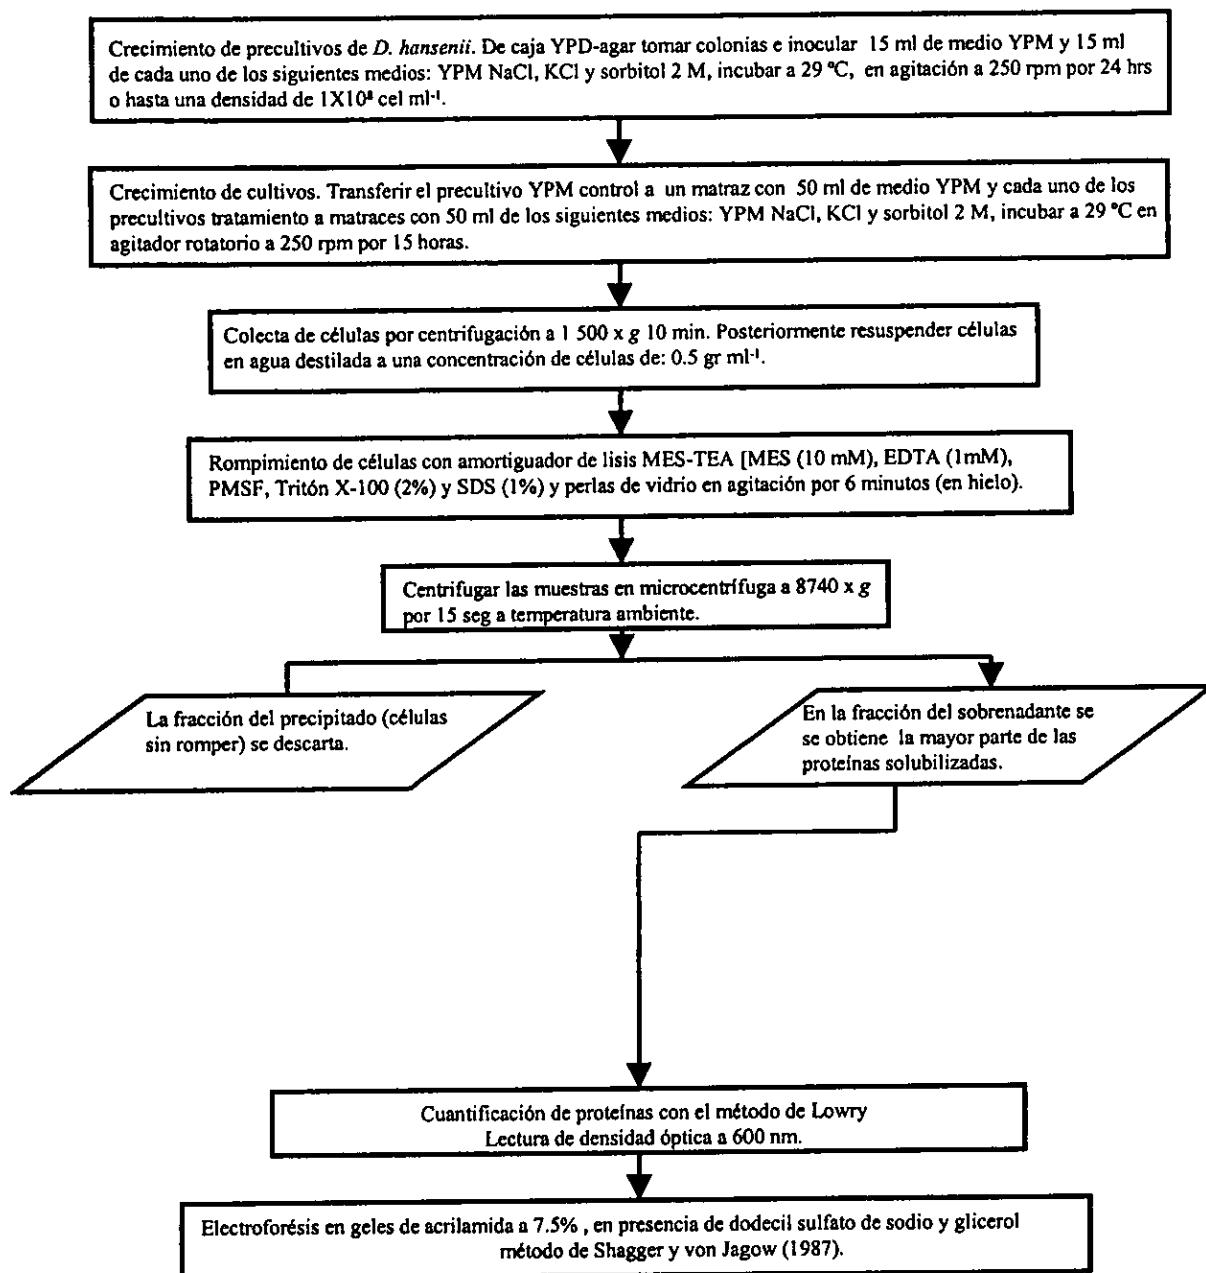 Crecimiento de precultivos de D. hansenii. De caja YPD-agar tomar colonias e inocular 15 ml de medio YPM y 15 ml
de cada uno de los siguientes medios: YPM NaCl, KCl y sorbitol 2 M, incubar a 29 ºC, en agitación a 250 rpm por 24 hrs
o hasta una densidad de 1X10⁸ cel ml⁻¹.
Crecimiento de cultivos. Transferir el precultivo YPM control a un matraz con 50 ml de medio YPM y cada uno de los
precultivos tratamiento a matraces con 50 ml de los siguientes medios: YPM NaCl, KCl y sorbitol 2 M, incubar a 29 ºC en
agitador rotatorio a 250 rpm por 15 horas.
Colecta de células por centrifugación a 1 500 x g 10 min. Posteriormente resuspender células
en agua destilada a una concentración de células de: 0.5 gr ml⁻¹.
Rompimiento de células con amortiguador de lisis MES-TEA [MES (10 mM), EDTA (1mM),
PMSF, Tritón X-100 (2%) y SDS (1%) y perlas de vidrio en agitación por 6 minutos (en hielo).
Centrifugar las muestras en microcentrífuga a 8740 x g
por 15 seg a temperatura ambiente.
La fracción del precipitado (células
sin romper) se descarta.
En la fracción del sobrenadante se
se obtiene la mayor parte de las
proteínas solubilizadas.
Cuantificación de proteínas con el método de Lowry
Lectura de densidad óptica a 600 nm.
Electroforésis en geles de acrilamida a 7.5% , en presencia de dodecil sulfato de sodio y glicerol
método de Shagger y von Jagow (1987).